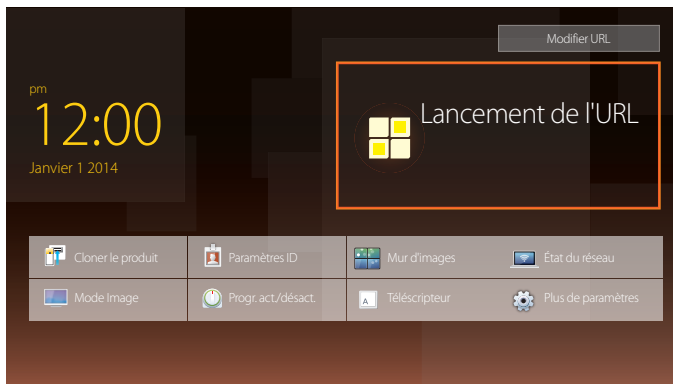 Modifier URL
pm
12:00
Janvier 1 2014
Lancement de l'URL
Cloner le produit
Paramètres ID
Mur d'images
État du réseau
Mode Image
Progr. act./désact.
A
Téléscripteur
Plus de paramètres